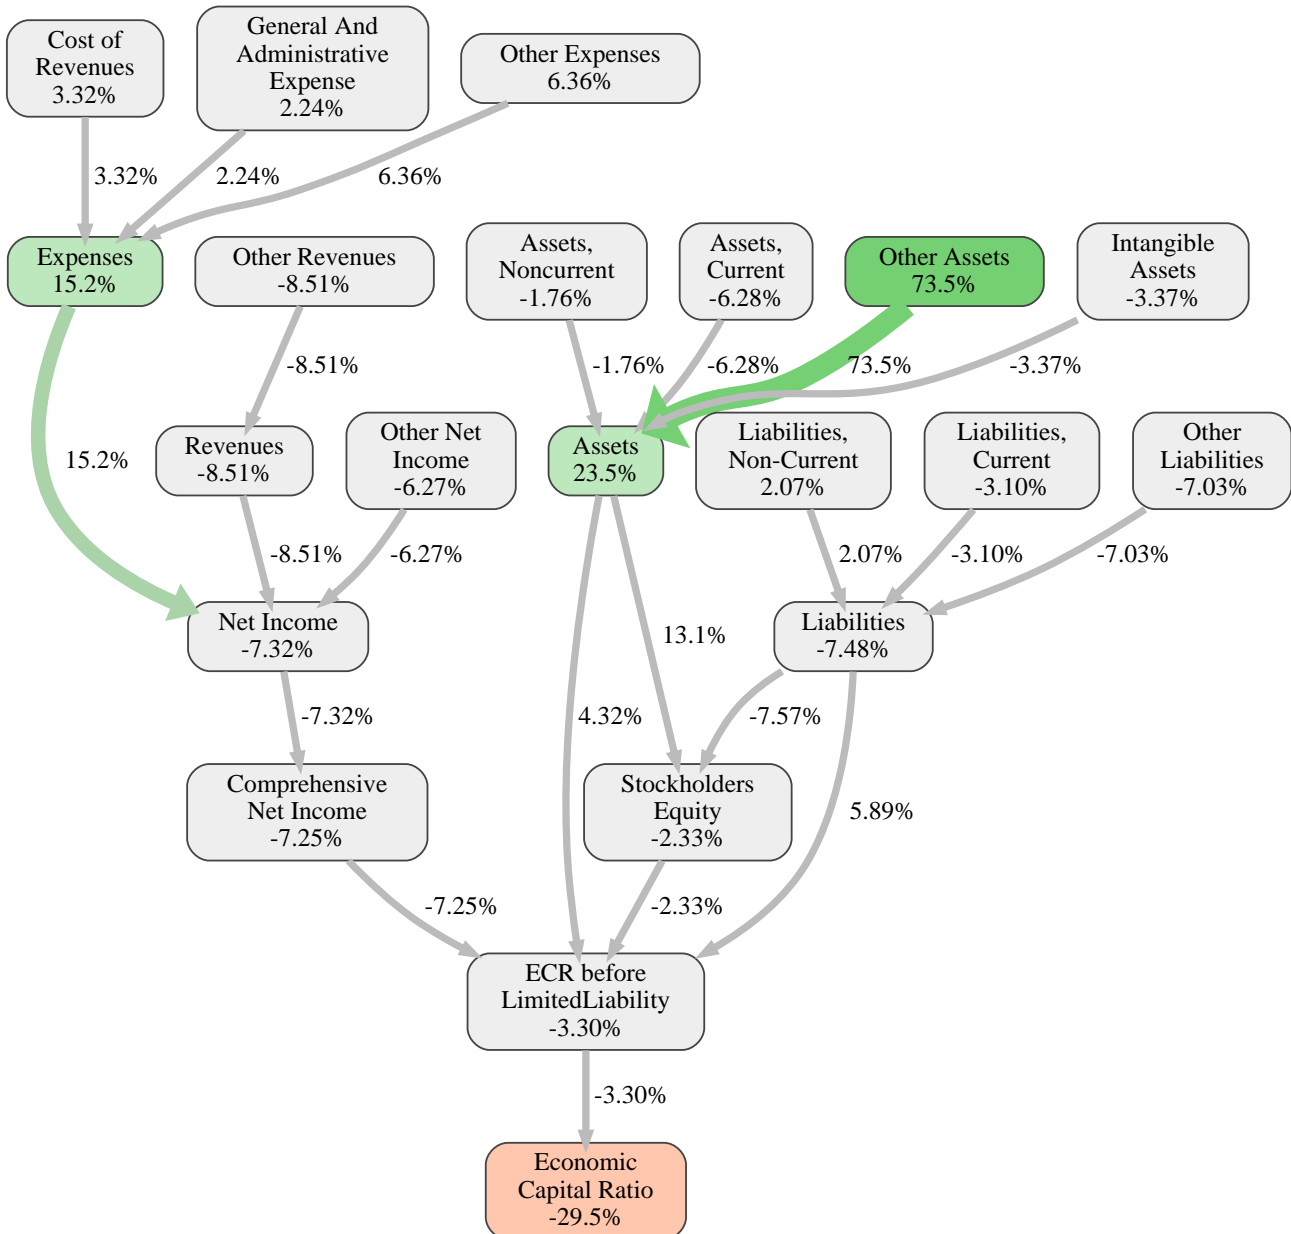 Cost of
Revenues
3.32%
General And
Administrative
Expense
2.24%
Other Expenses
6.36%
3.32%
2.24%
6.36%
Expenses
15.2%
Other Revenues
-8.51%
Assets,
Noncurrent
-1.76%
Assets,
Current
-6.28%
Other Assets
73.5%
Intangible
Assets
-3.37%
-8.51%
-1.76%
-6.28%
73.5%
-3.37%
15.2%
Revenues
-8.51%
Other Net
Income
-6.27%
Assets
23.5%
Liabilities,
Non-Current
2.07%
Liabilities,
Current
-3.10%
Other
Liabilities
-7.03%
-8.51%
-6.27%
2.07%
-3.10%
-7.03%
Net Income
-7.32%
13.1%
Liabilities
-7.48%
-7.32%
4.32%
-7.57%
Comprehensive
Net Income
-7.25%
Stockholders
Equity
-2.33%
5.89%
-7.25%
-2.33%
ECR before
LimitedLiability
-3.30%
-3.30%
Economic
Capital Ratio
-29.5%